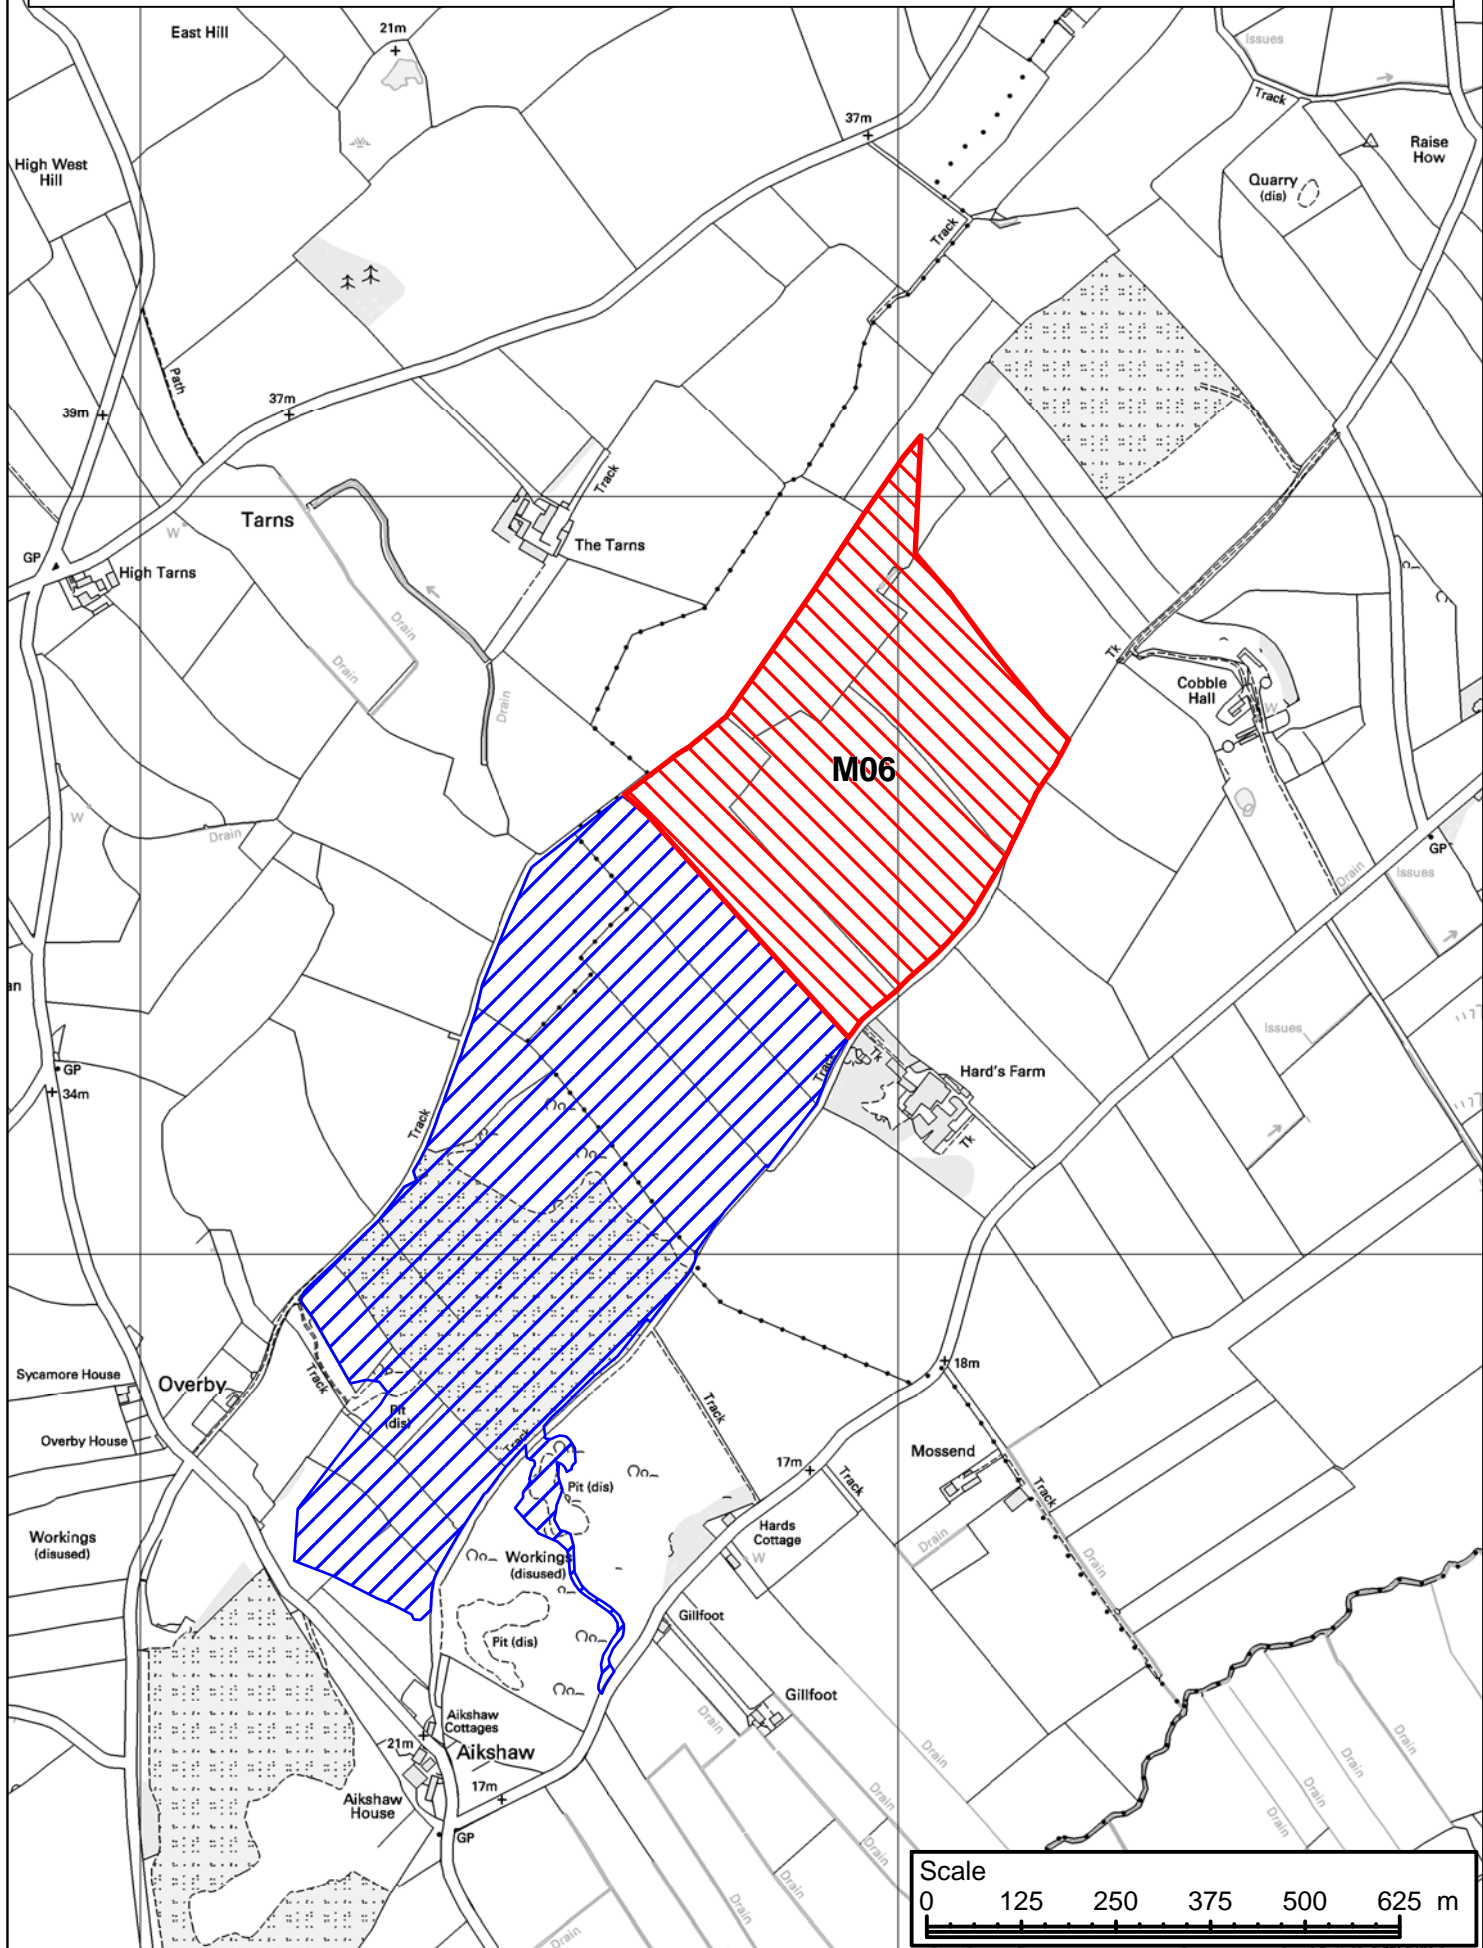 East Hill
21m
Issues
Track
37m
Raise
How
High West
Hill
Quarry
(dis)
Track
Path
37m
39m
Track
Tarns
W
The Tarns
GP
High Tarns
Drain
Drain
Tk
Cobble
Hall
W
Drain
M06
W
Drain
GP
Drain
Issues
an
Issues
GP
34m
Track
Tk
Hard's Farm
Track
Tk
18m
Sycamore House
Overby
Track
Pit
(dis)
Track
Overby House
Track
Mossend
17m
Track
Pit (dis)
Track
Hards
Cottage
W
Workings
(disused)
Workings
(disused)
Drain
Drain
Gillfoot
Pit (dis)
Gillfoot
Drain
Aikshaw
Cottages
21m
Aikshaw
Drain
Drain
Drain
17m
Drain
Drain
Aikshaw
House
Drain
GP
Drain
Drain
Drain
Drain
Scale
0 125 250 375 500 625 m